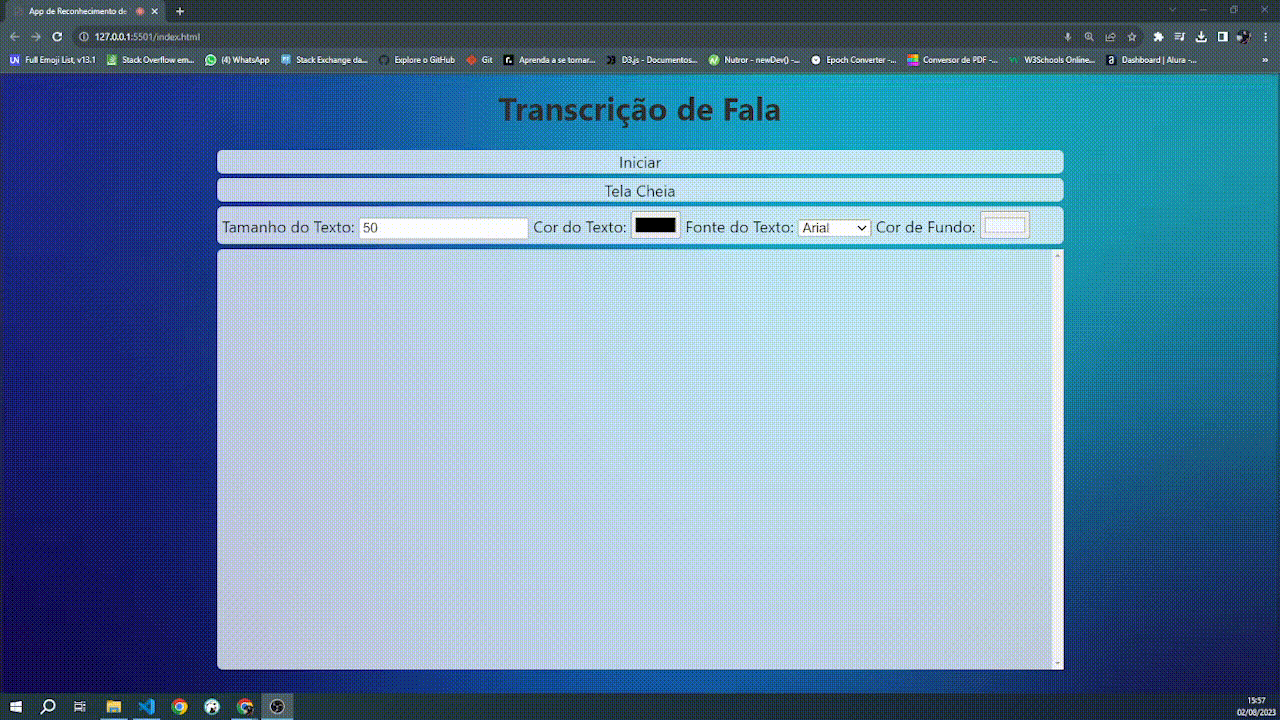 App de Reconhecimento de
127.0.0.1:5501/index.html
UN Full Emoji List, v13.1 Stack Overflow em... (4) WhatsApp Stack Exchange da... Explore o GitHub Git r. Aprenda a se tornar... D3.js - Documentos... Nutror - newDev() -... Epoch Converter -... Conversor de PDF -... W3Schools Online... a Dashboard | Alura -... »
Transcrição de Fala
Iniciar
Tela Cheia
Tamanho do Texto: 50 Cor do Texto: Fonte do Texto: Arial Cor de Fundo:
15:57
02/08/2023